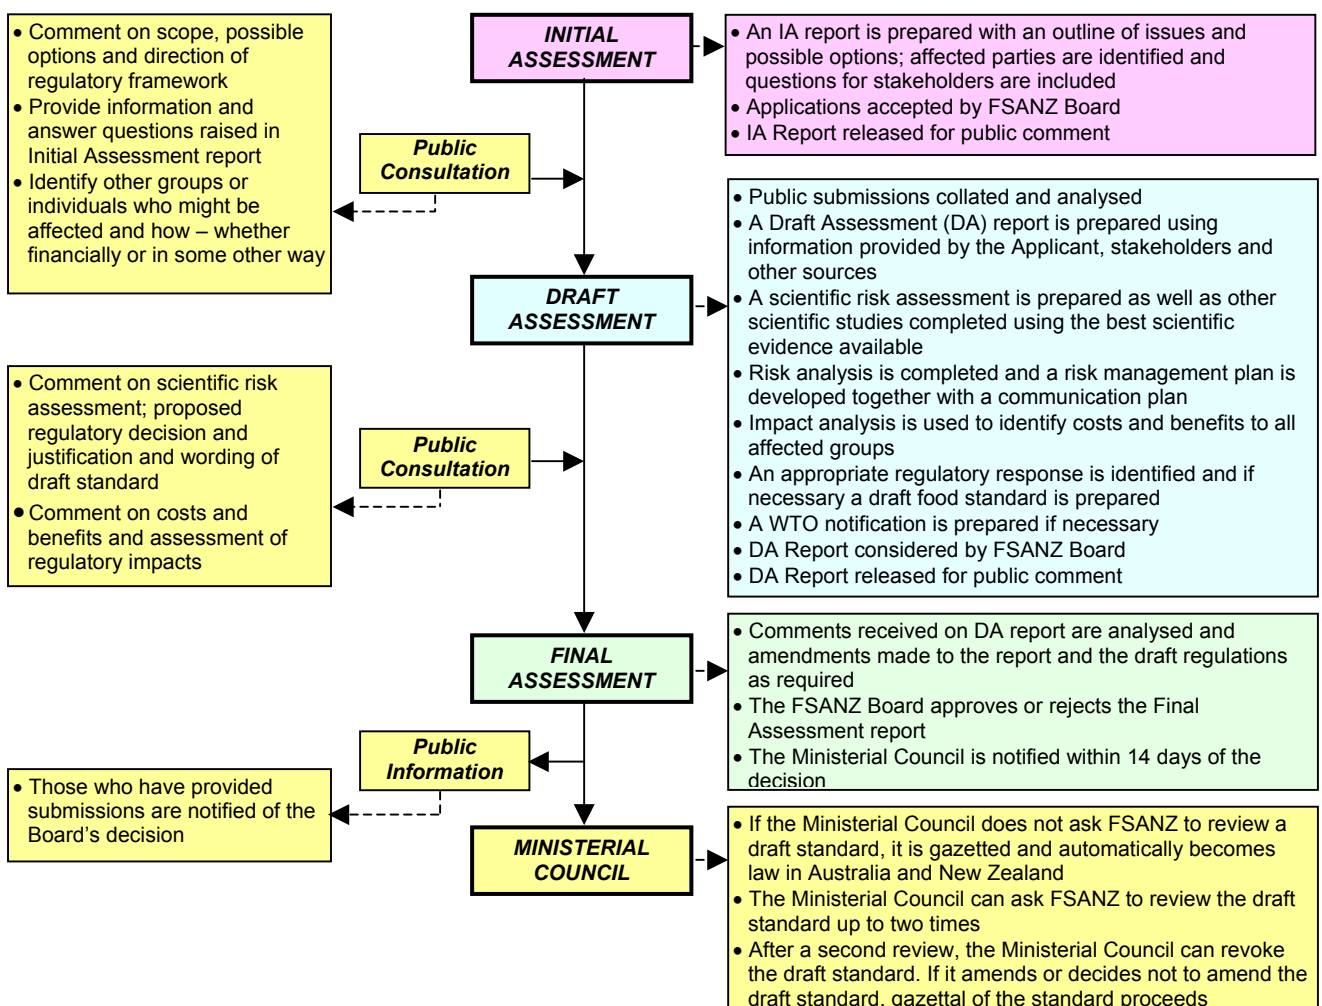 INITIAL
ASSESSMENT
• An IA report is prepared with an outline of issues and
possible options; affected parties are identified and
questions for stakeholders are included
• Applications accepted by FSANZ Board
• IA Report released for public comment
Public
Consultation
• Comment on scope, possible
options and direction of
regulatory framework
• Provide information and
answer questions raised in
Initial Assessment report
• Identify other groups or
individuals who might be
affected and how – whether
financially or in some other way
DRAFT
ASSESSMENT
• Public submissions collated and analysed
• A Draft Assessment (DA) report is prepared using
information provided by the Applicant, stakeholders and
other sources
• A scientific risk assessment is prepared as well as other
scientific studies completed using the best scientific
evidence available
• Risk analysis is completed and a risk management plan is
developed together with a communication plan
• Impact analysis is used to identify costs and benefits to all
affected groups
• An appropriate regulatory response is identified and if
necessary a draft food standard is prepared
• A WTO notification is prepared if necessary
• DA Report considered by FSANZ Board
• DA Report released for public comment
Public
Consultation
• Comment on scientific risk
assessment; proposed
regulatory decision and
justification and wording of
draft standard
• Comment on costs and
benefits and assessment of
regulatory impacts
FINAL
ASSESSMENT
• Comments received on DA report are analysed and
amendments made to the report and the draft regulations
as required
• The FSANZ Board approves or rejects the Final
Assessment report
• The Ministerial Council is notified within 14 days of the
decision
Public
Information
• Those who have provided
submissions are notified of the
Board's decision
MINISTERIAL
COUNCIL
• If the Ministerial Council does not ask FSANZ to review a
draft standard, it is gazetted and automatically becomes
law in Australia and New Zealand
• The Ministerial Council can ask FSANZ to review the draft
standard up to two times
• After a second review, the Ministerial Council can revoke
the draft standard. If it amends or decides not to amend the
draft standard, gazettal of the standard proceeds